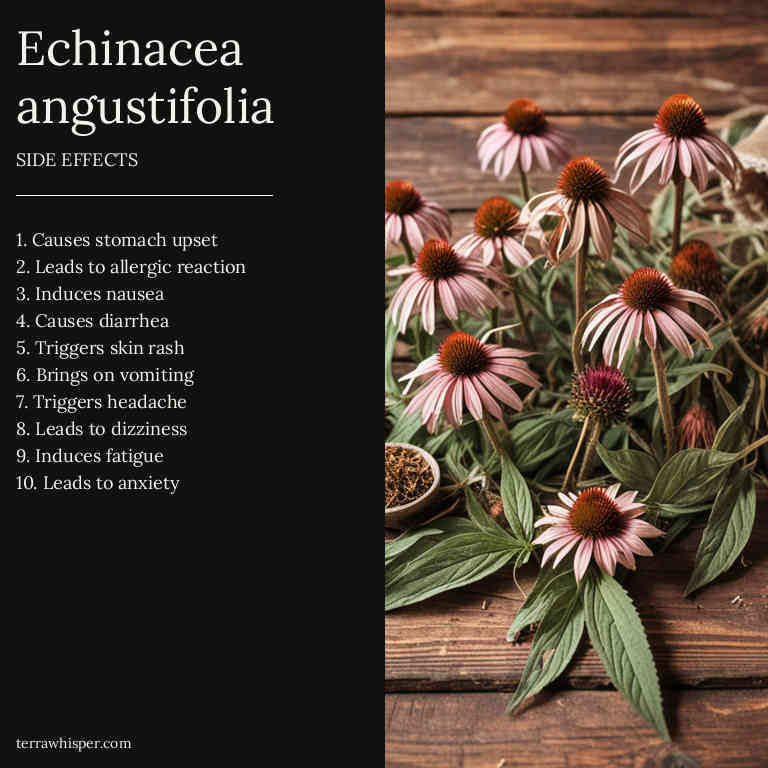 Echinacea
angustifolia
SIDE EFFECTS
1. Causes stomach upset
2. Leads to allergic reaction
3. Induces nausea
4. Causes diarrhea
5. Triggers skin rash
6. Brings on vomiting
7. Triggers headache
8. Leads to dizziness
9. Induces fatigue
10. Leads to anxiety
terrawhisper.com